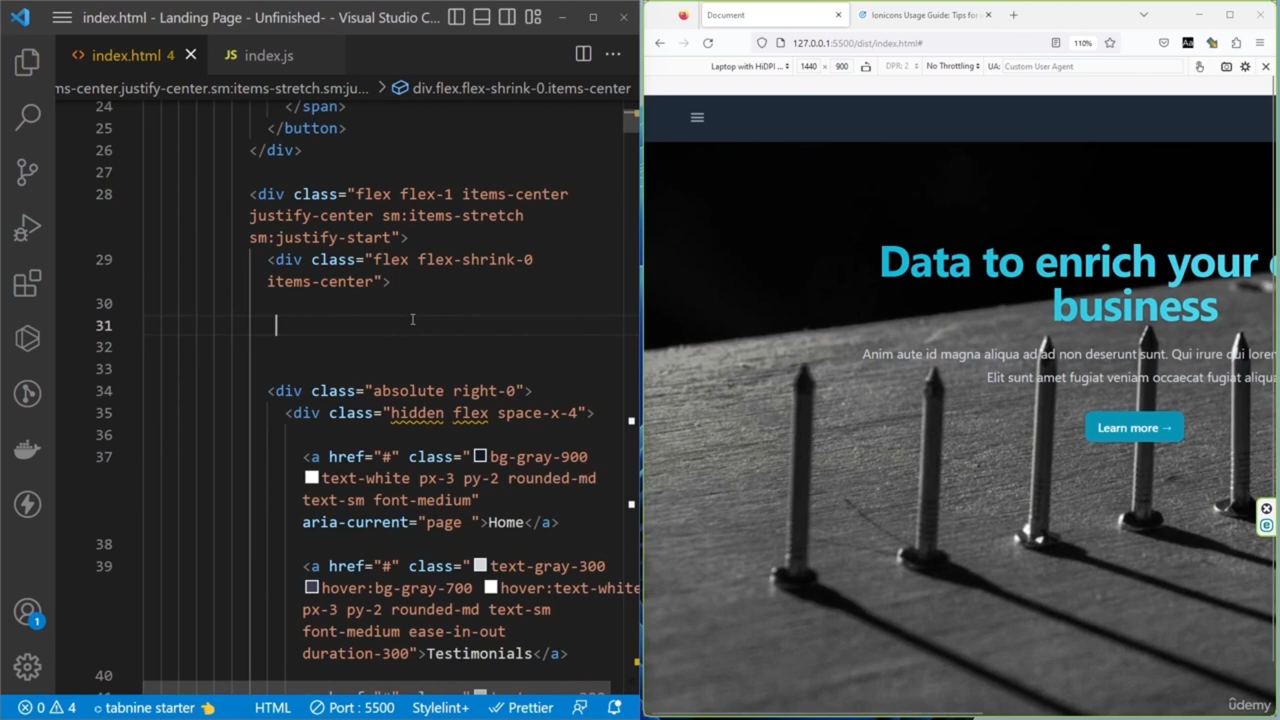 index.html - Landing Page - Unfinished- - Visual Studio C...
index.html 4
JS index.js
ms-center.justify-center.sm:items-stretch.sm:ju... > div.flex.flex-shrink-0.items-center
24 </span>
25 </button>
26 </div>
27
28 <div class="flex flex-1 items-center
justify-center sm:items-stretch
sm:justify-start">
29 <div class="flex flex-shrink-0
items-center">
30
31
32
33
34 <div class="absolute right-0">
35 <div class="hidden flex space-x-4">
36
37 <a href="#" class="bg-gray-900
text-white px-3 py-2 rounded-md
text-sm font-medium"
aria-current="page ">Home</a>
38
39 <a href="#" class="text-gray-300
hover:bg-gray-700 hover:text-white
px-3 py-2 rounded-md text-sm
font-medium ease-in-out
duration-300">Testimonials</a>
40
1
0 4 tabnine starter HTML Port : 5500 Stylelint+ Prettier
Document
Ionicons Usage Guide: Tips for
127.0.0.1:5500/dist/index.html#
110%
Aa
Laptop with HiDPI ... 1440 × 900 DPR: 2 No Throttling UA: Custom User Agent
Data to enrich your
business
Anim aute id magna aliqua ad non deserunt sunt. Qui irure qui lorem
Elit sunt amet fugiat veniam occaecat fugiat aliqua
Learn more →
ûdemy